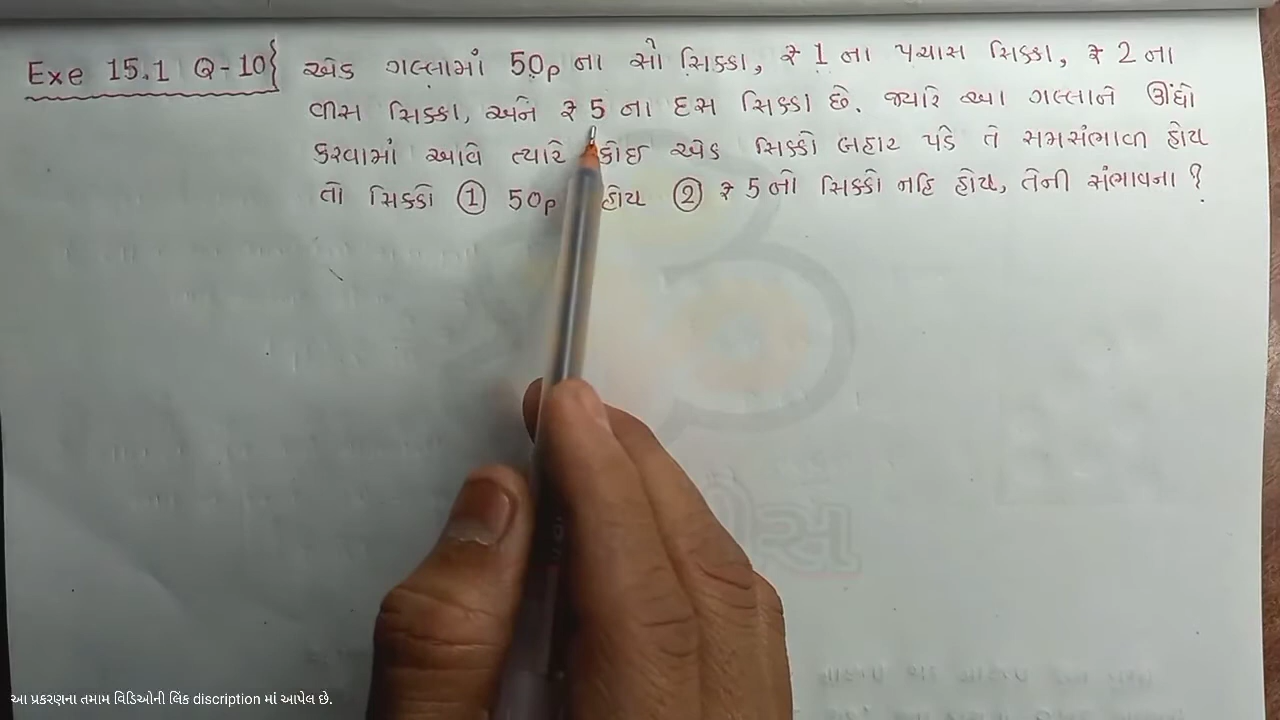 Exe 15.1 Q-10} એક ગલ્લામાં 50p ના સો સિક્કા, ₹ 1 ના પચાસ સિક્કા, ₹ 2 ના
વીસ સિક્કા, અને ₹ 5 ના દસ સિક્કા છે. જ્યારે આ ગલ્લાને ઊંધો
કરવામાં આવે ત્યારે કોઈ એક સિક્કો બહાર પડે તે સમસંભાવી હોય
તો સિક્કો ① 50p હોય ② ₹ 5 નો સિક્કો નહિ હોય, તેની સંભાવના ?
આ પ્રકરણના તમામ વિડિઓની લિંક discription માં આપેલ છે.